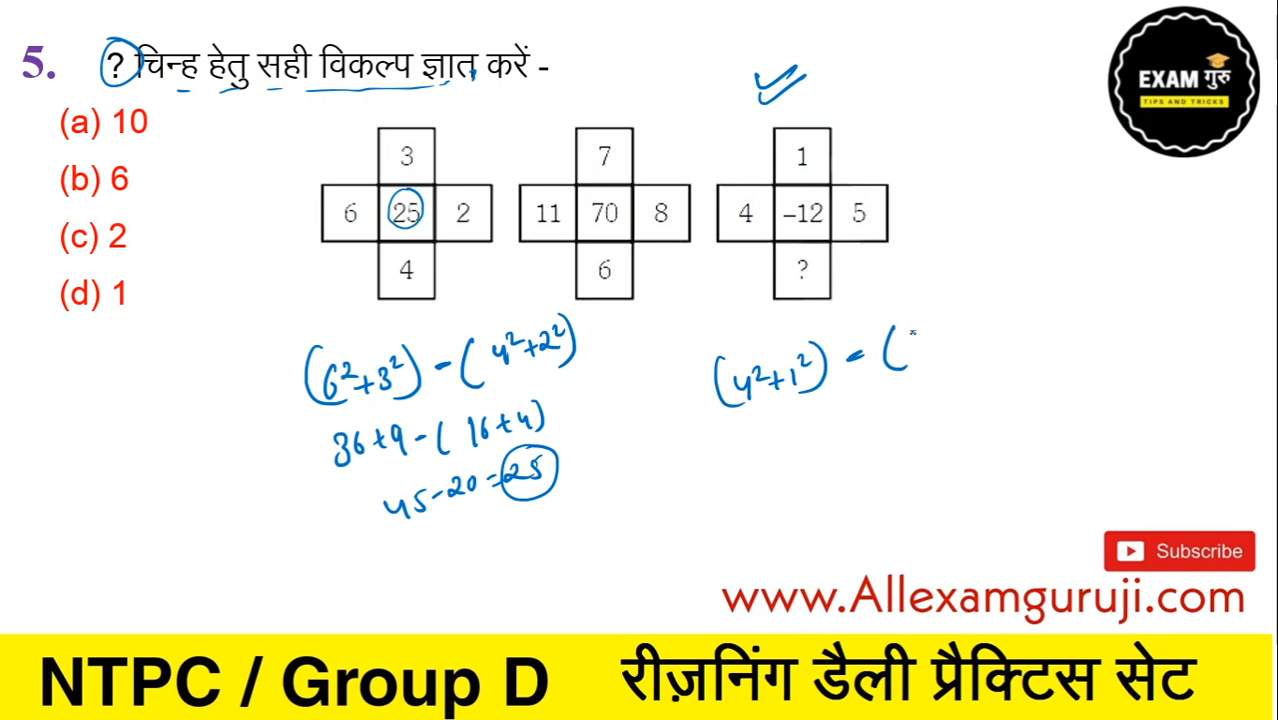 5. ? चिन्ह हेतु सही विकल्प ज्ञात करें -
EXAM गुरु
TIPS AND TRICKS
(a) 10
(b) 6
(c) 2
(d) 1
3
6 25 2
4
7
11 70 8
6
1
4 –12 5
?
(6²+3²) - (4²+2²)
36+9-(16+4)
45-20=25
(4²+1²) - (
Subscribe
www.Allexamguruji.com
NTPC / Group D रीज़निंग डैली प्रैक्टिस सेट